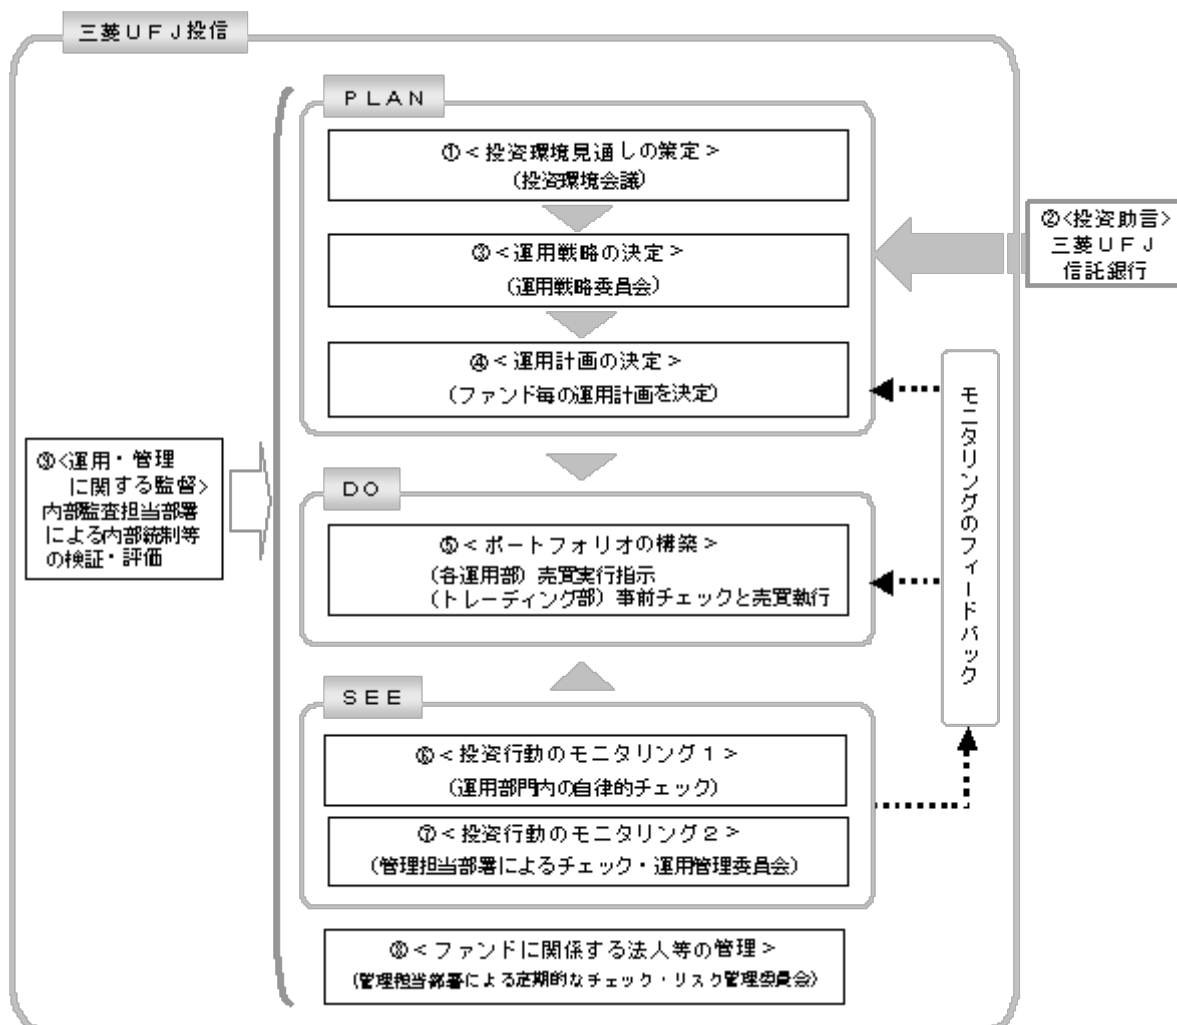 三菱ＵＦＪ投信
ＰＬＡＮ
①＜投資環境見通しの策定＞
（投資環境会議）
②＜投資助言＞
三菱ＵＦＪ
信託銀行
③＜運用戦略の決定＞
（運用戦略委員会）
④＜運用計画の決定＞
（ファンド毎の運用計画を決定）
モニタリングのフィードバック
⑨＜運用・管理
に関する監督＞
内部監査担当部署
による内部統制等
の検証・評価
ＤＯ
⑤＜ポートフォリオの構築＞
（各運用部）売買実行指示
（トレーディング部）事前チェックと売買執行
ＳＥＥ
⑥＜投資行動のモニタリング１＞
（運用部門内の自律的チェック）
⑦＜投資行動のモニタリング２＞
（管理担当部署によるチェック・運用管理委員会）
⑧＜ファンドに関係する法人等の管理＞
（管理担当部署による定期的なチェック・リスク管理委員会）